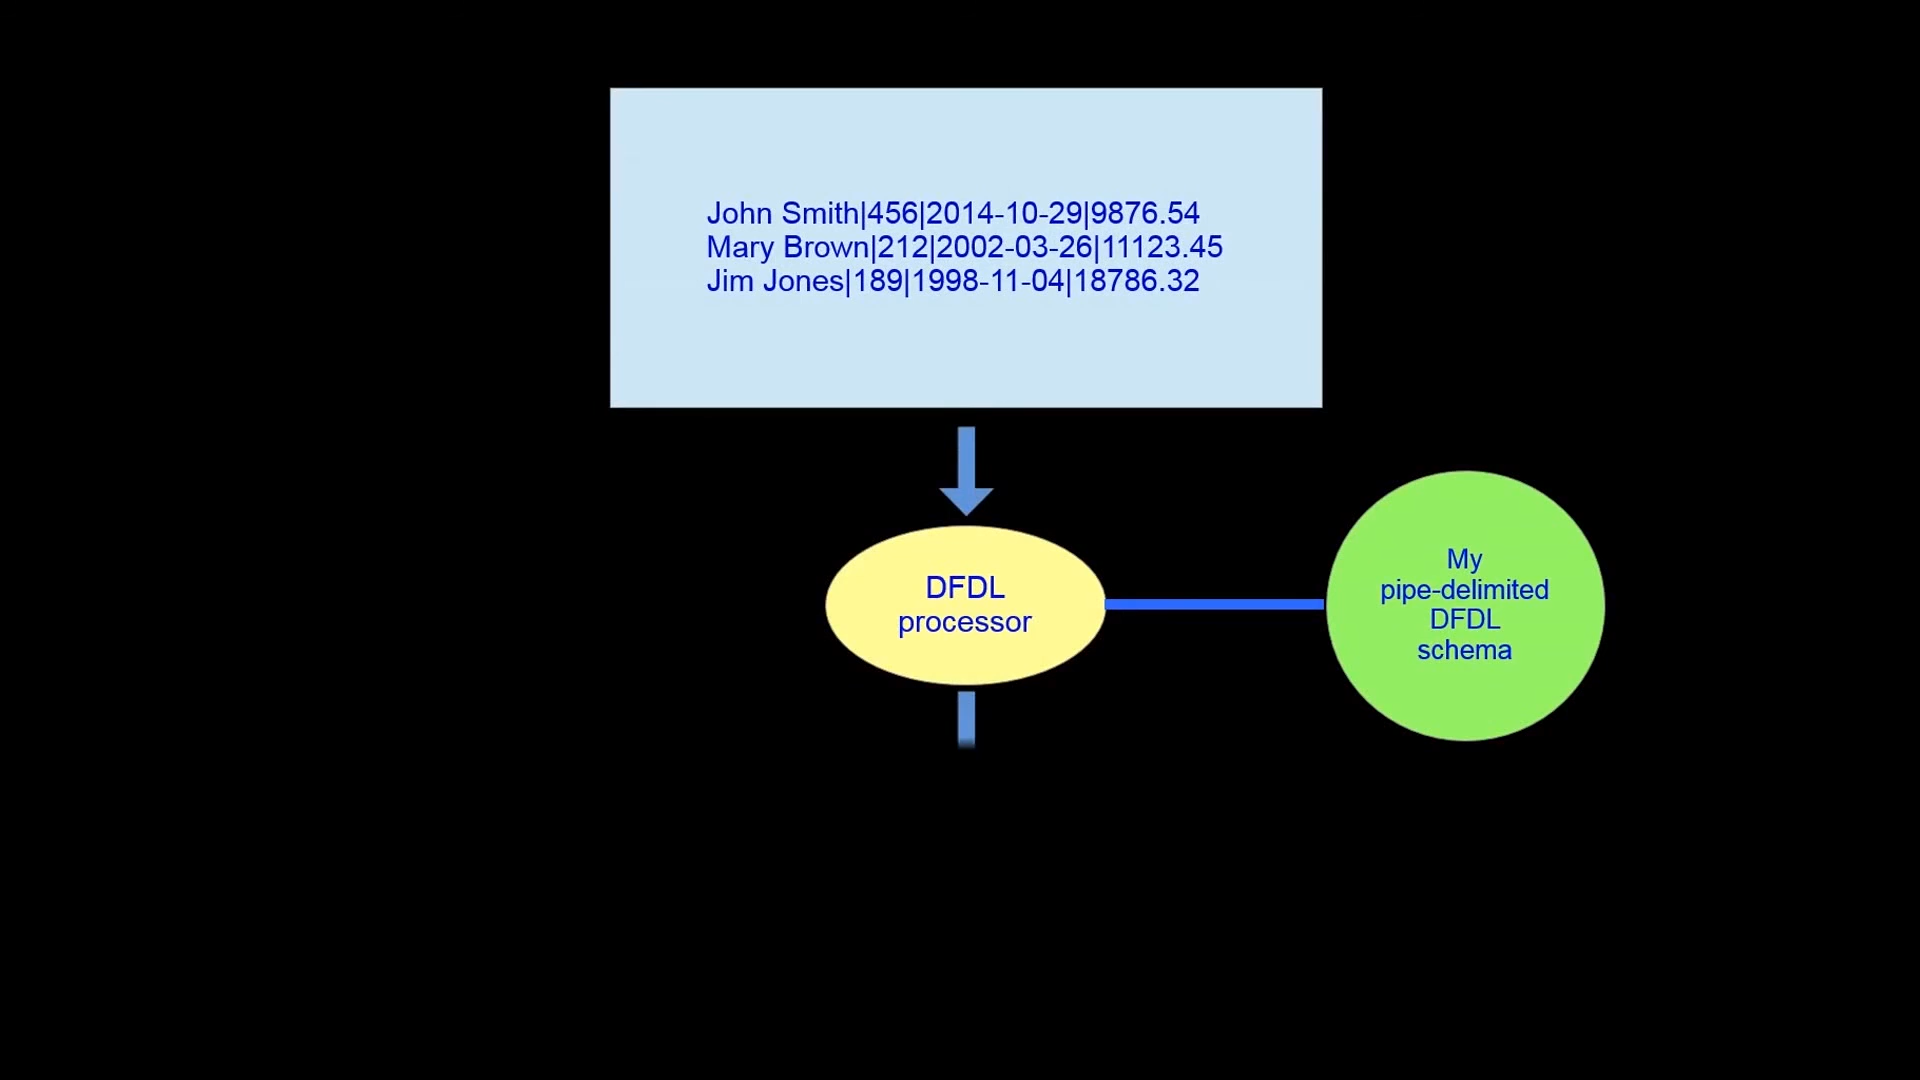 John Smith|456|2014-10-29|9876.54
Mary Brown|212|2002-03-26|11123.45
Jim Jones|189|1998-11-04|18786.32
DFDL
processor
My
pipe-delimited
DFDL
schema